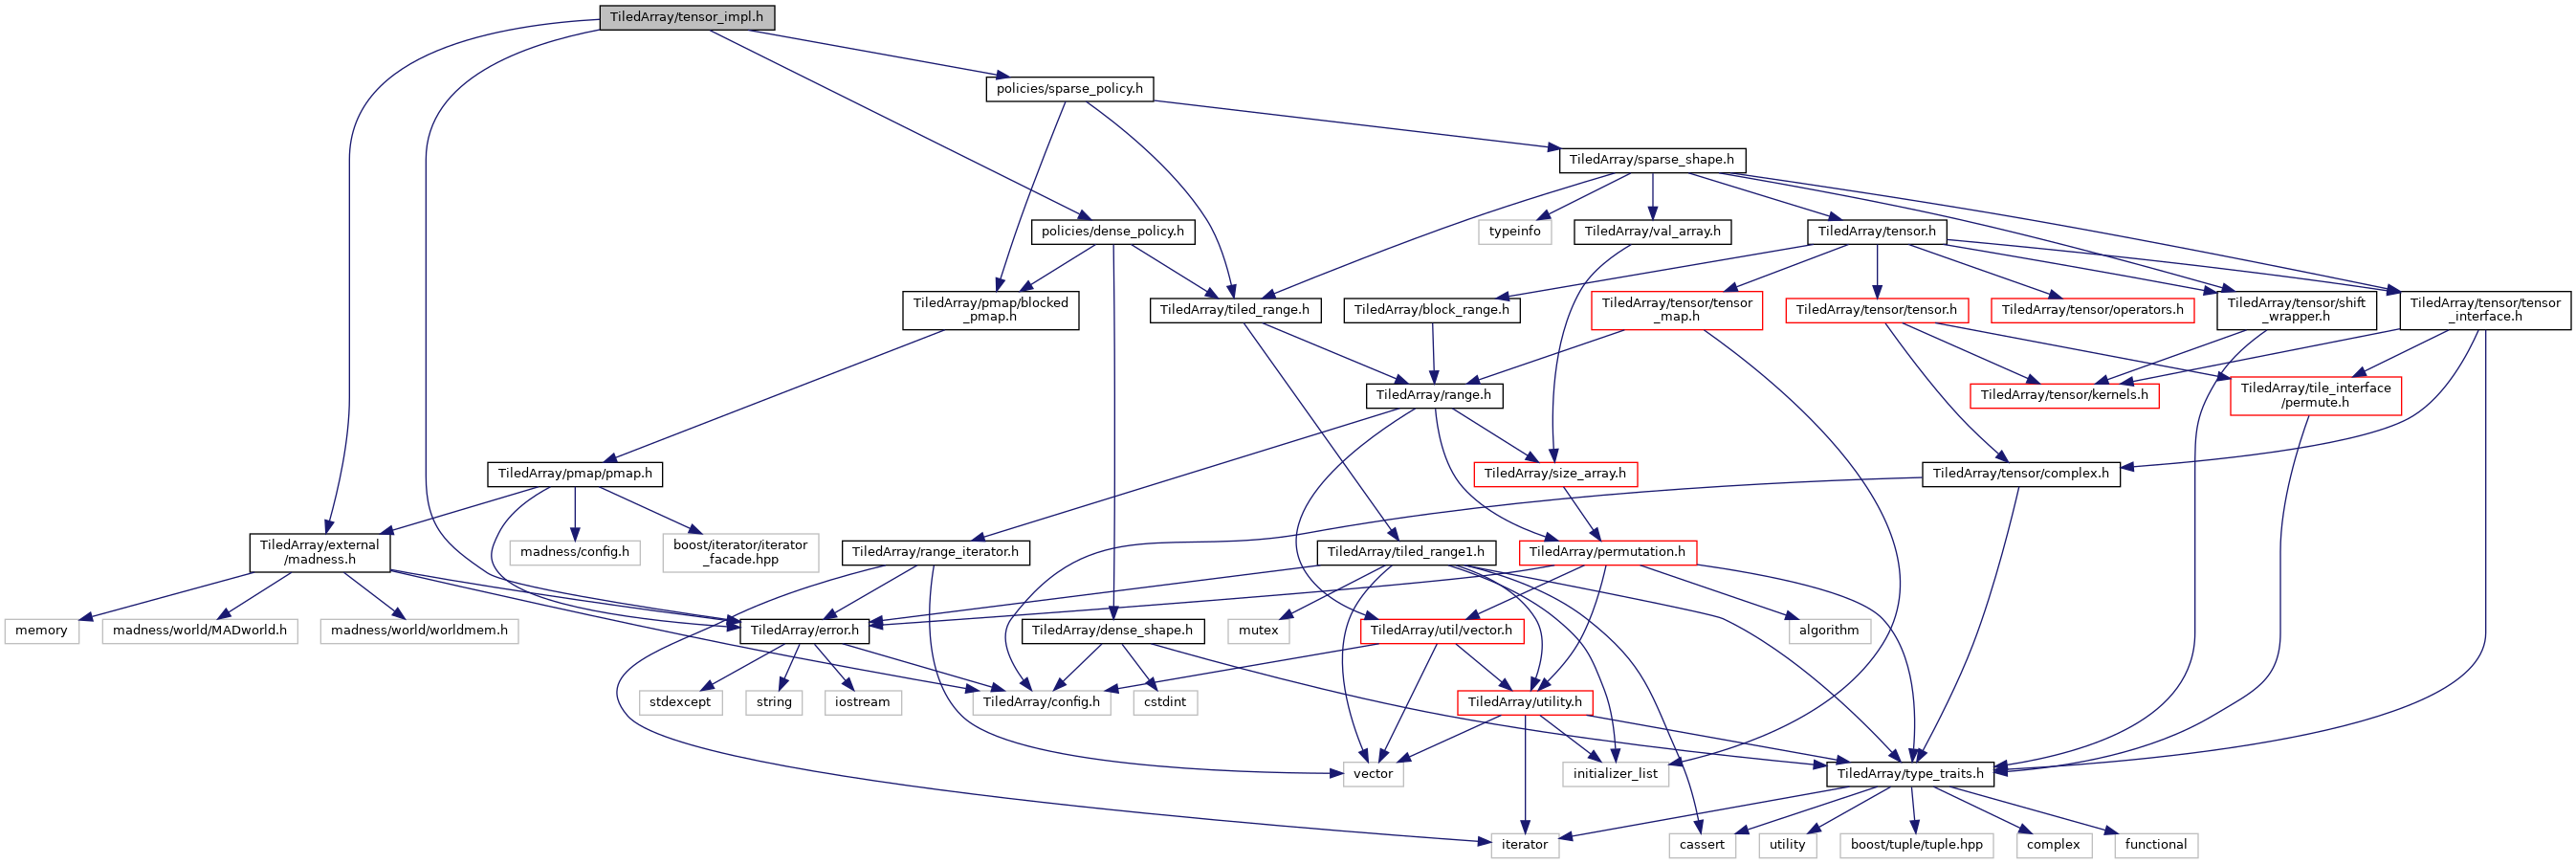 TiledArray/tensor_impl.h
policies/sparse_policy.h
TiledArray/sparse_shape.h
policies/dense_policy.h
typeinfo
TiledArray/val_array.h
TiledArray/tensor.h
TiledArray/pmap/blocked
_pmap.h
TiledArray/tiled_range.h
TiledArray/block_range.h
TiledArray/tensor/tensor
_map.h
TiledArray/tensor/tensor.h
TiledArray/tensor/operators.h
TiledArray/tensor/shift
_wrapper.h
TiledArray/tensor/tensor
_interface.h
TiledArray/range.h
TiledArray/tensor/kernels.h
TiledArray/tile_interface
/permute.h
TiledArray/pmap/pmap.h
TiledArray/size_array.h
TiledArray/tensor/complex.h
TiledArray/external
/madness.h
madness/config.h
boost/iterator/iterator
_facade.hpp
TiledArray/range_iterator.h
TiledArray/tiled_range1.h
TiledArray/permutation.h
memory
madness/world/MADworld.h
madness/world/worldmem.h
TiledArray/error.h
TiledArray/dense_shape.h
mutex
TiledArray/util/vector.h
algorithm
stdexcept
string
iostream
TiledArray/config.h
cstdint
TiledArray/utility.h
vector
initializer_list
TiledArray/type_traits.h
iterator
cassert
utility
boost/tuple/tuple.hpp
complex
functional